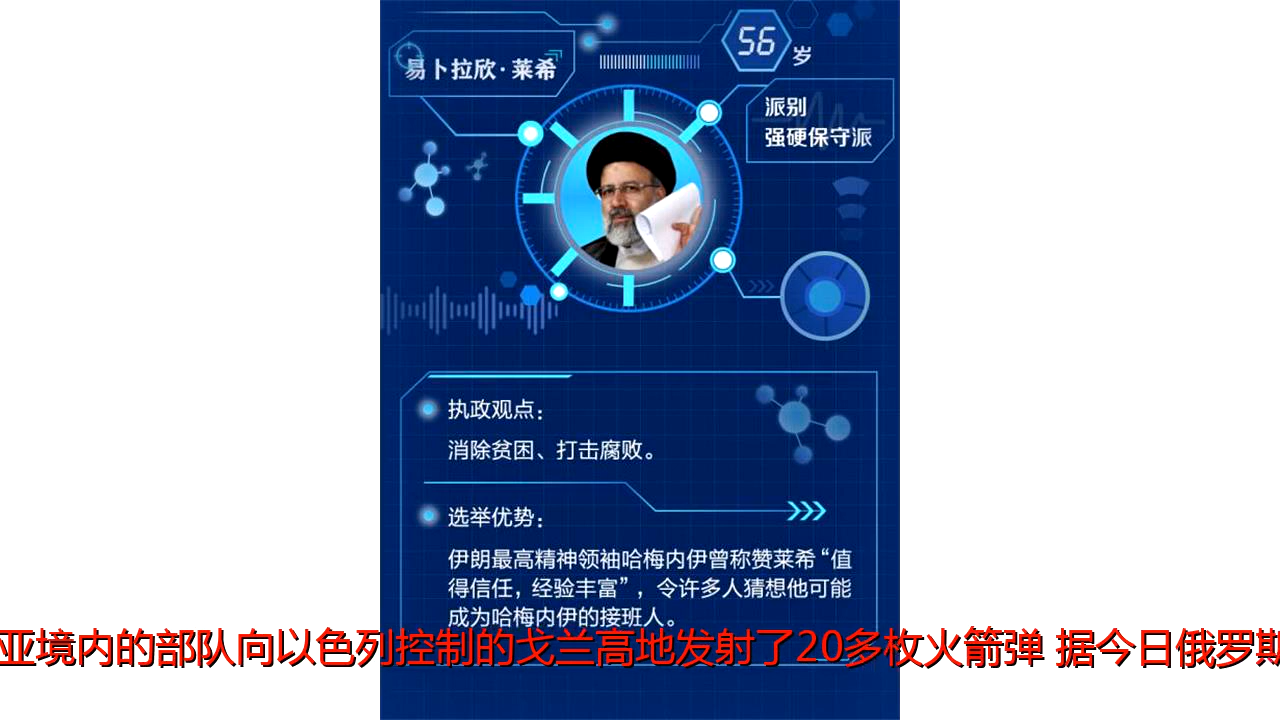 56岁
易卜拉欣·莱希
派别
强硬保守派
执政观点：
消除贫困、打击腐败。
选举优势：
伊朗最高精神领袖哈梅内伊曾称赞莱希“值
得信任，经验丰富”，令许多人猜想他可能
成为哈梅内伊的接班人。
亚境内的部队向以色列控制的戈兰高地发射了20多枚火箭弹 据今日俄罗斯